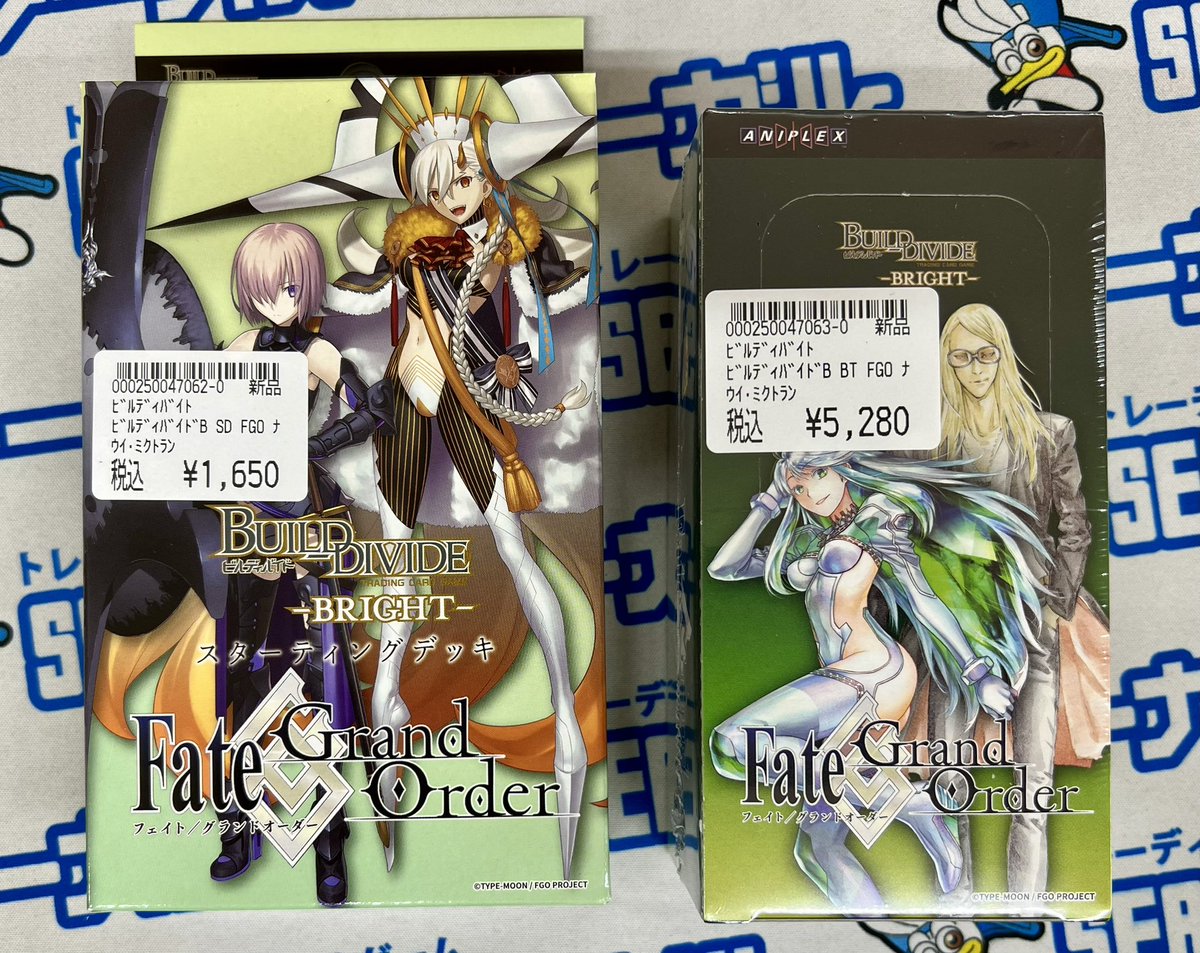 BUILD
000250047062-0 新品
ビルディバイト
ビルディバイドB SD FGO ナ
ウイ・ミクトラン
税込 ¥1,650
BUILD DIVIDE
ビルディバイド
TRADING CARD GAME
-BRIGHT-
スターティングデッキ
Fate Grand Order
フェイト/グランドオーダー
©TYPE-MOON / FGO PROJECT
ANIPLEX
BUILD DIVIDE
ビルディバイド
TRADING CARD GAME
-BRIGHT-
000250047063-0 新品
ビルディバイト
ビルディバイドB BT FGO ナ
ウイ・ミクトラン
税込 ¥5,280
Fate Grand Order
フェイト/グランドオーダー
©TYPE-MOON / FGO PROJECT